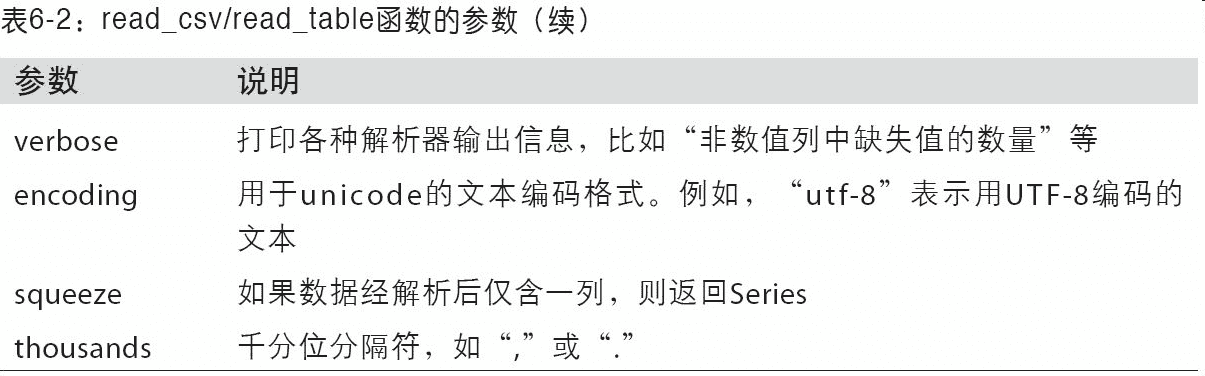 表6-2：read_csv/read_table函数的参数（续）
参数 说明
verbose 打印各种解析器输出信息，比如“非数值列中缺失值的数量”等
encoding 用于unicode的文本编码格式。例如，“utf-8”表示用UTF-8编码的
文本
squeeze 如果数据经解析后仅含一列，则返回Series
thousands 千分位分隔符，如“,”或“.”